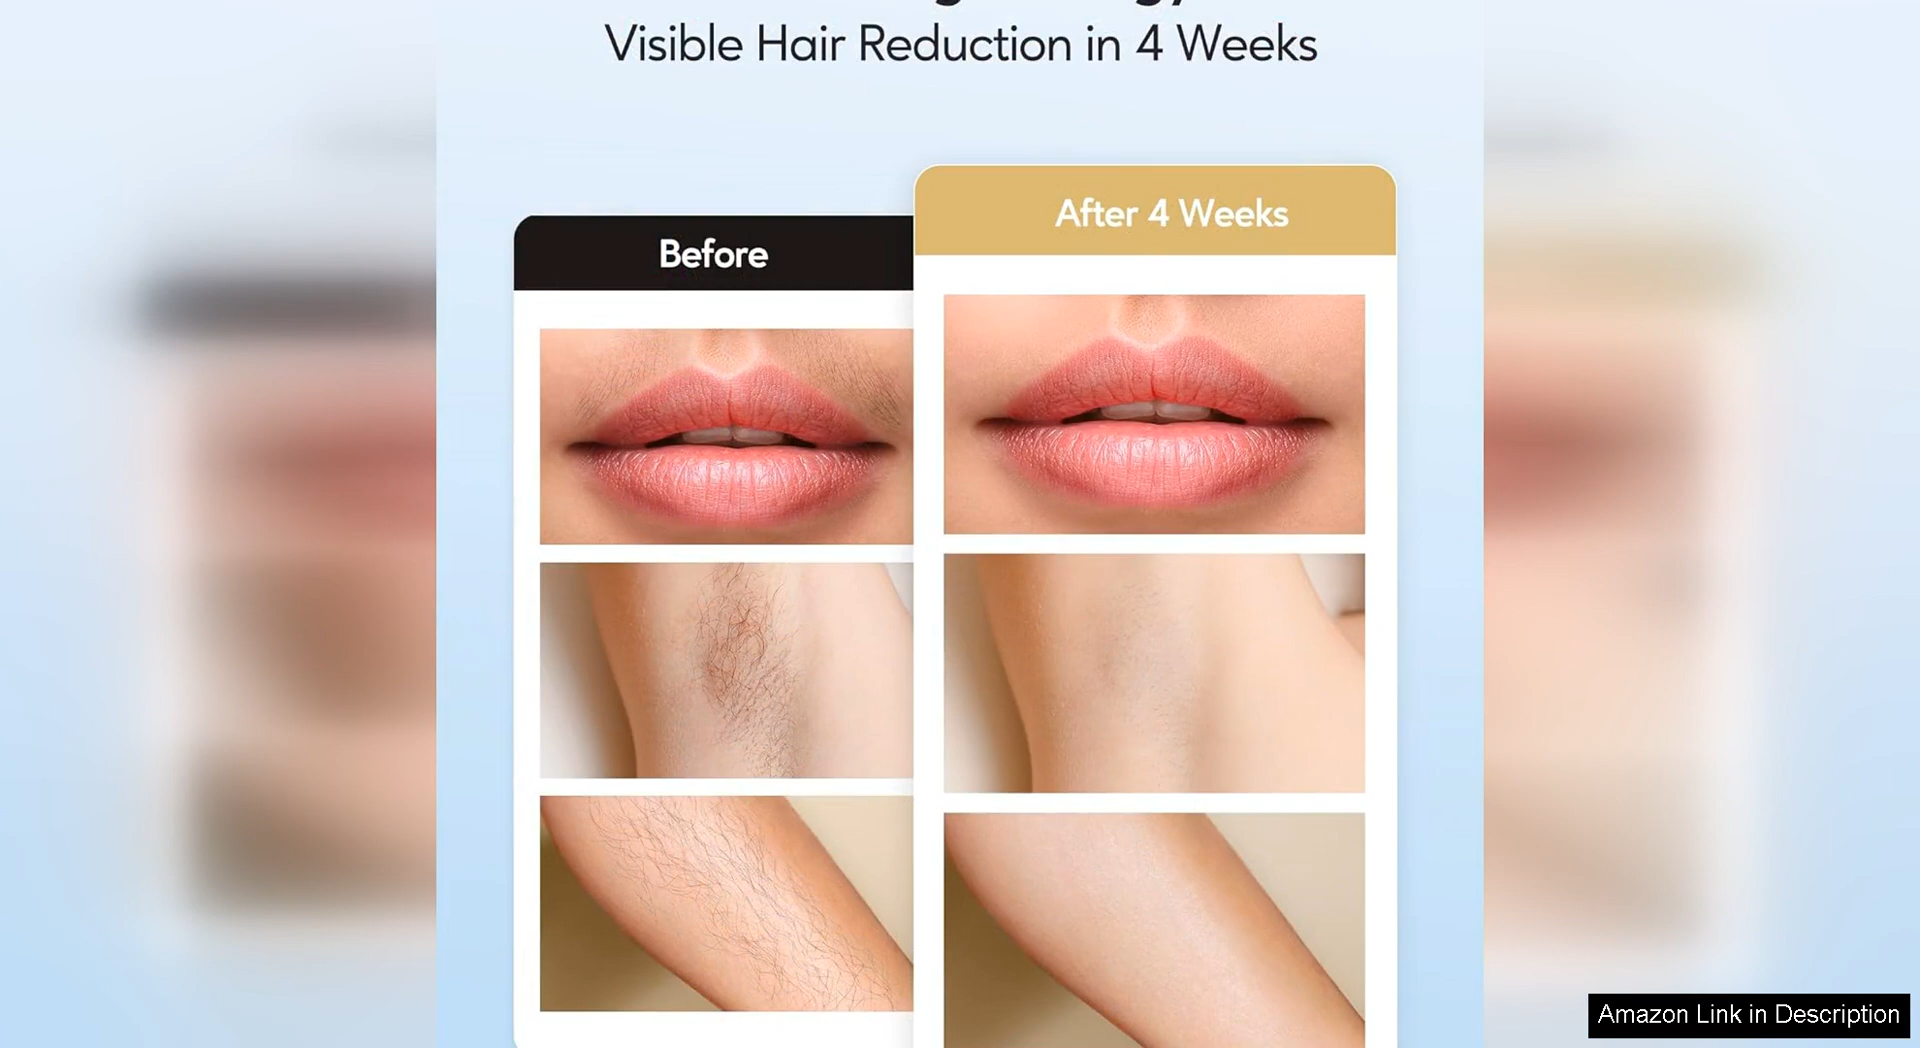 Visible Hair Reduction in 4 Weeks
Before
After 4 Weeks
Amazon Link in Description